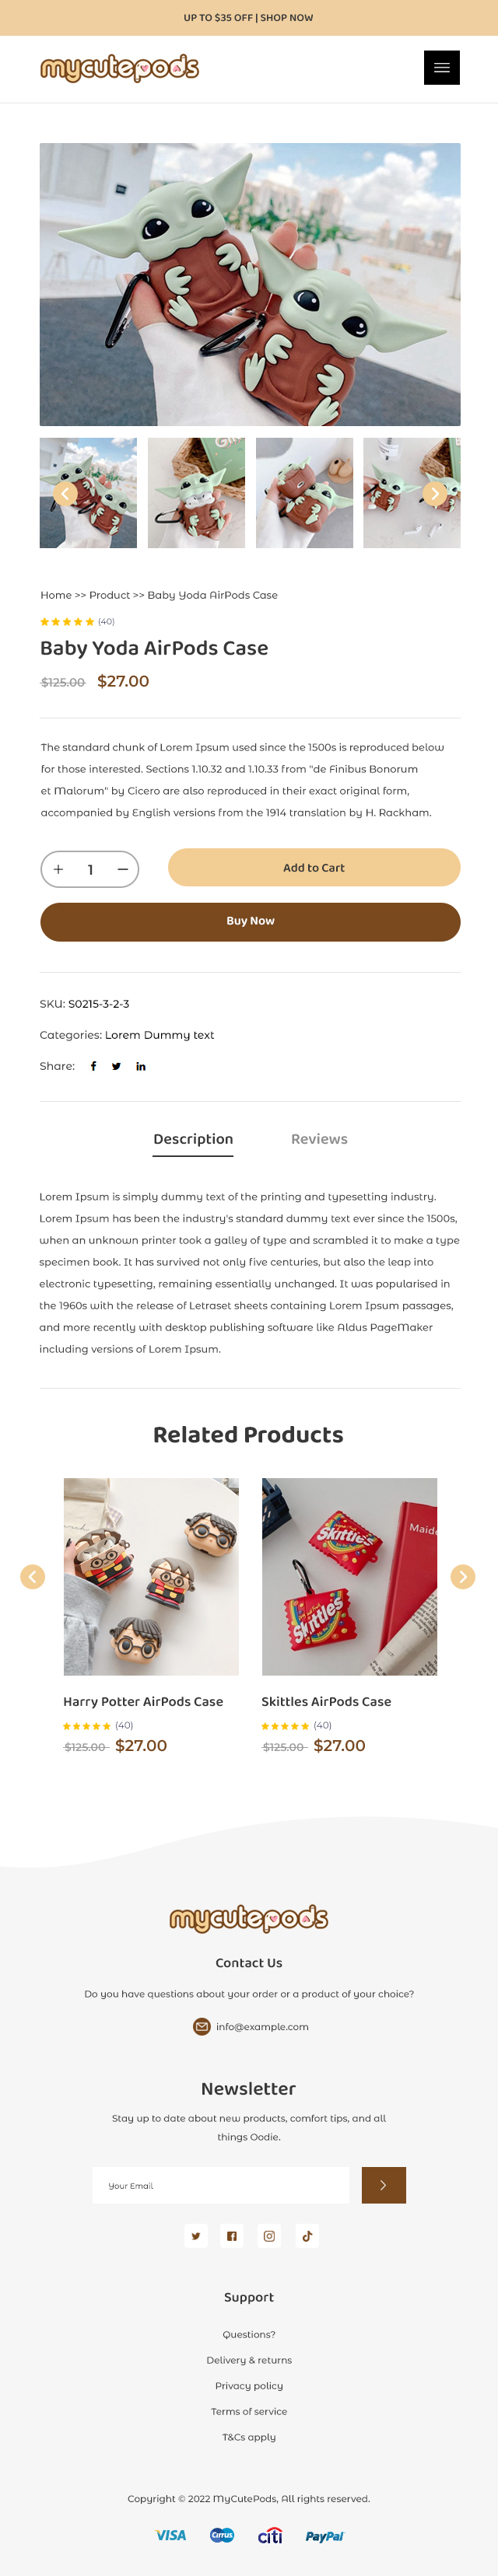 UP TO $35 OFF | SHOP NOW
mycutepods
Home >> Product >> Baby Yoda AirPods Case
(40)
Baby Yoda AirPods Case
$125.00 $27.00
The standard chunk of Lorem Ipsum used since the 1500s is reproduced below
for those interested. Sections 1.10.32 and 1.10.33 from "de Finibus Bonorum
et Malorum" by Cicero are also reproduced in their exact original form,
accompanied by English versions from the 1914 translation by H. Rackham.
+ 1 −
Add to Cart
Buy Now
SKU: S0215-3-2-3
Categories: Lorem Dummy text
Share:
Description Reviews
Lorem Ipsum is simply dummy text of the printing and typesetting industry.
Lorem Ipsum has been the industry's standard dummy text ever since the 1500s,
when an unknown printer took a galley of type and scrambled it to make a type
specimen book. It has survived not only five centuries, but also the leap into
electronic typesetting, remaining essentially unchanged. It was popularised in
the 1960s with the release of Letraset sheets containing Lorem Ipsum passages,
and more recently with desktop publishing software like Aldus PageMaker
including versions of Lorem Ipsum.
Related Products
Skittles
Skittles
Maide
Harry Potter AirPods Case
(40)
$125.00 $27.00
Skittles AirPods Case
(40)
$125.00 $27.00
mycutepods
Contact Us
Do you have questions about your order or a product of your choice?
info@example.com
Newsletter
Stay up to date about new products, comfort tips, and all
things Oodie.
Your Email
Support
Questions?
Delivery & returns
Privacy policy
Terms of service
T&Cs apply
Copyright © 2022 MyCutePods, All rights reserved.
VISA Cirrus citi PayPal